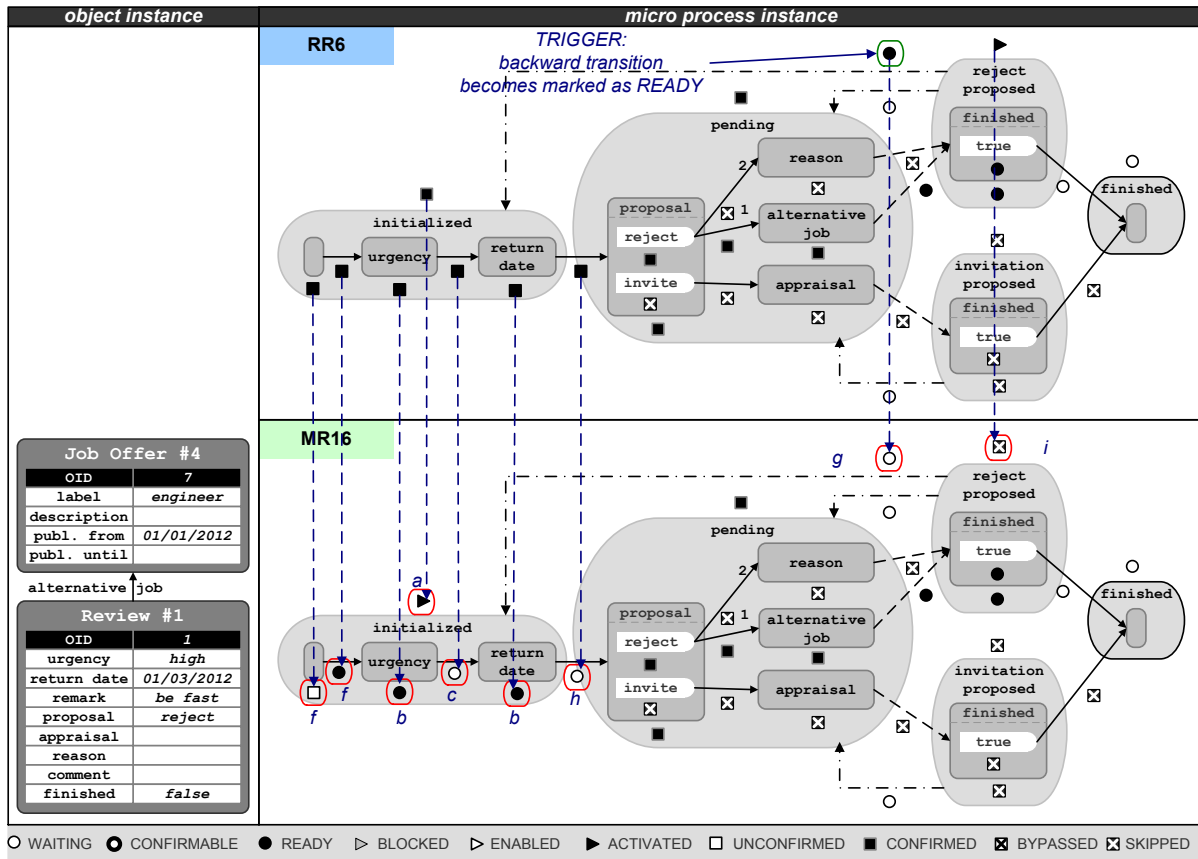 object instance
micro process instance
RR6
TRIGGER:
backward transition
becomes marked as READY
reject
proposed
finished
true
pending
reason
2
proposal
reject
1
alternative
job
invite
appraisal
initialized
urgency
return
date
finished
invitation
proposed
finished
true
MR16
g
i
reject
proposed
finished
true
pending
reason
2
proposal
reject
1
alternative
job
invite
appraisal
a
initialized
urgency
return
date
f
f
b
c
b
h
finished
invitation
proposed
finished
true
Job Offer #4
OID 7
label engineer
description
publ. from 01/01/2012
publ. until
alternative job
Review #1
OID 1
urgency high
return date 01/03/2012
remark be fast
proposal reject
appraisal
reason
comment
finished false
WAITING CONFIRMABLE READY BLOCKED ENABLED ACTIVATED UNCONFIRMED CONFIRMED BYPASSED SKIPPED